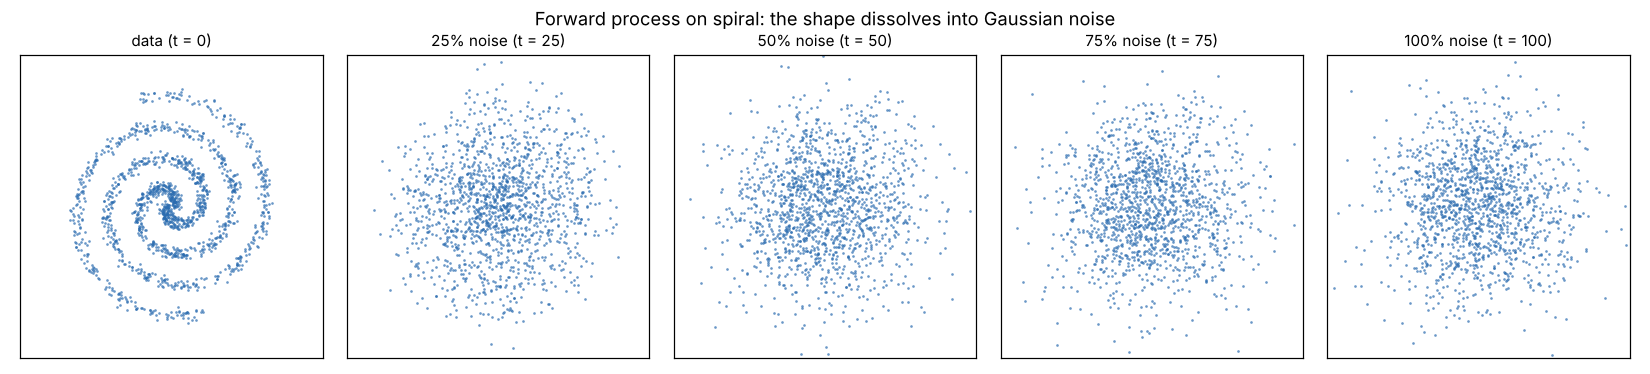 Forward process on spiral: the shape dissolves into Gaussian noise
data (t = 0)
25% noise (t = 25)
50% noise (t = 50)
75% noise (t = 75)
100% noise (t = 100)